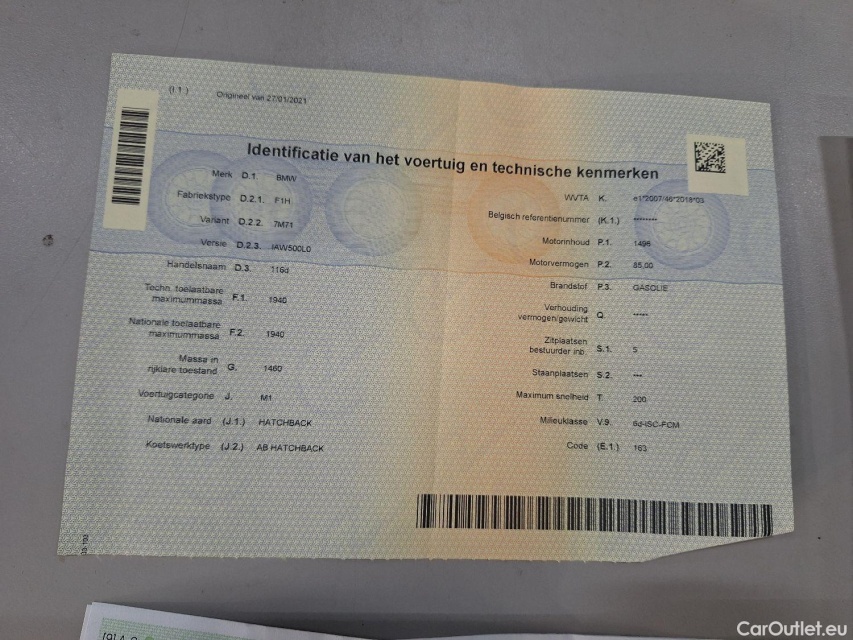 (I.1) Origineel van 27/01/2021
Identificatie van het voertuig en technische kenmerken
Merk D.1. BMW
Fabriekstype D.2.1. F1H
Variant D.2.2. 7M71
Versie D.2.3. IAW500L0
Handelsnaam D.3. 116d
Techn. toelaatbare
maximummassa F.1. 1940
Nationale toelaatbare
maximummassa F.2. 1940
Massa in
rijklare toestand G. 1460
Voertuigcategorie J. M1
Nationale aard (J.1.) HATCHBACK
Koetswerktype (J.2.) AB HATCHBACK
WVTA K. e1*2007/46*2018*03
Belgisch referentienummer (K.1.) ********
Motorinhoud P.1. 1496
Motorvermogen P.2. 85,00
Brandstof P.3. GASOLIE
Verhouding
vermogen/gewicht Q. -----
Zitplaatsen
bestuurder inb. S.1. 5
Staanplaatsen S.2. ---
Maximum snelheid T. 200
Milieuklasse V.9. 6d-ISC-FCM
Code (E.1.) 163
CarOutlet.eu